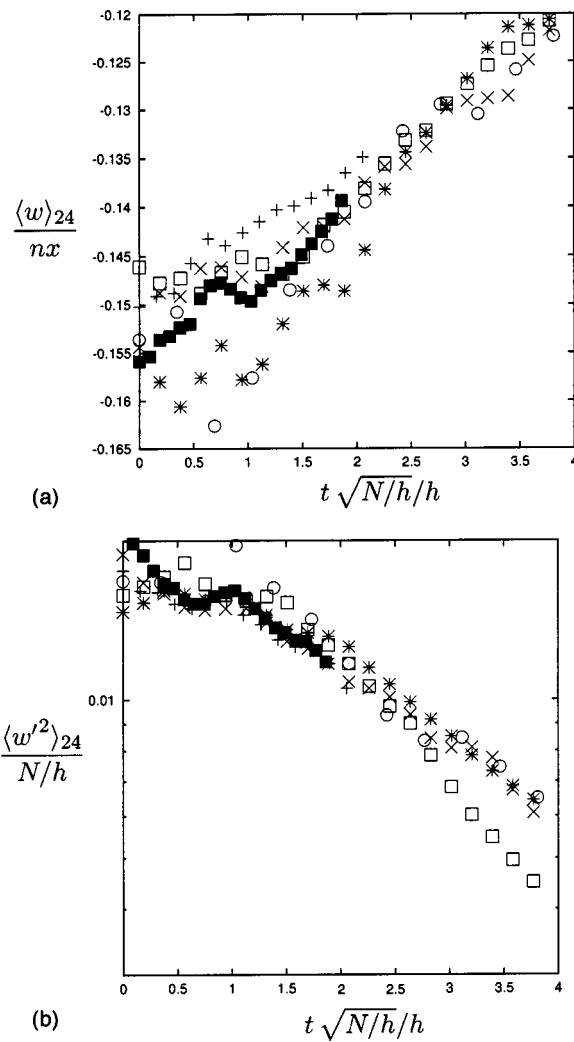 -0.12
-0.125
-0.13
-0.135
-0.14
-0.145
-0.15
-0.155
-0.16
-0.165
⟨w⟩₂₄
nx
0 0.5 1 1.5 2 2.5 3 3.5 4
(a)
t √N/h/h
0.01
⟨w′²⟩₂₄
N/h
0 0.5 1 1.5 2 2.5 3 3.5 4
(b)
t √N/h/h